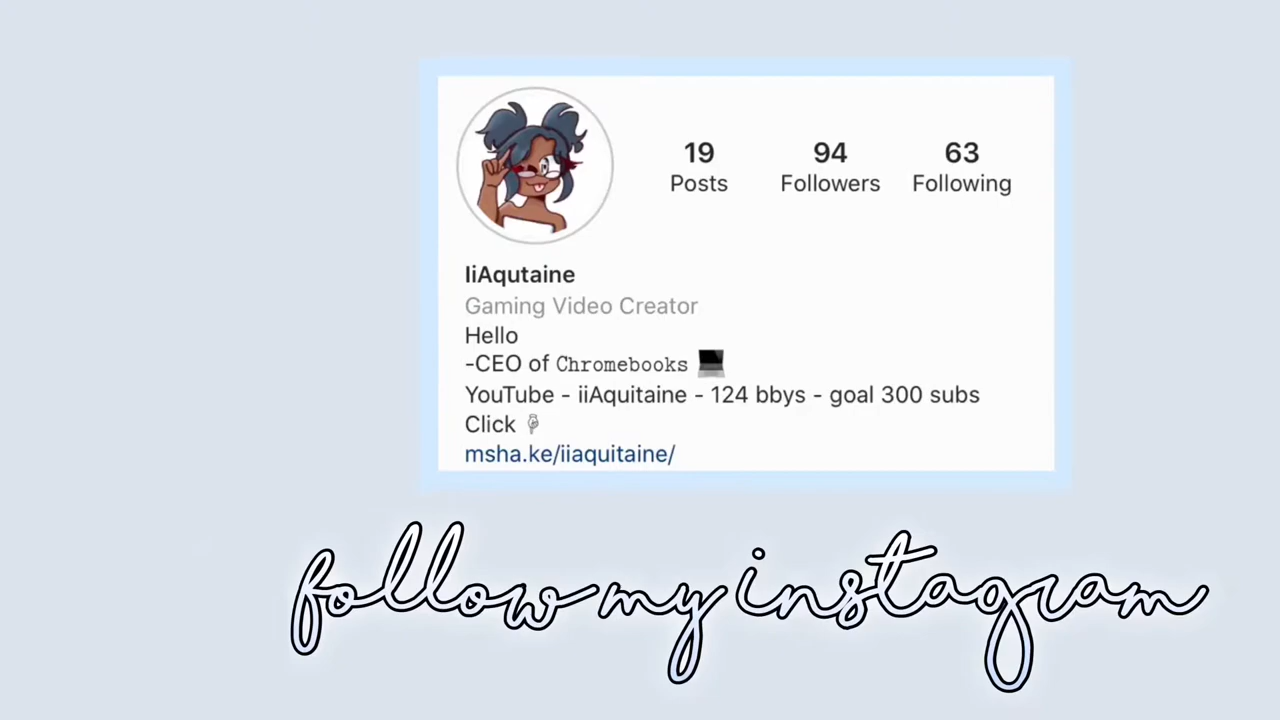 19 94 63
Posts Followers Following
IiAqutaine
Gaming Video Creator
Hello
-CEO of Chromebooks 💻
YouTube - iiAquitaine - 124 bbys - goal 300 subs
Click ☟
msha.ke/iiaquitaine/
follow my instagram